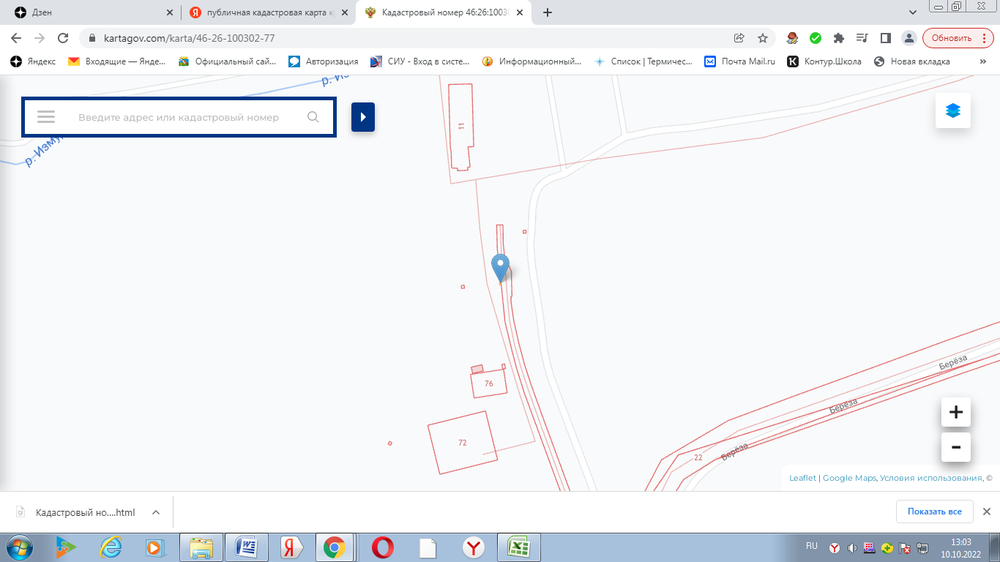 Дзен
публичная кадастровая карта к
Кадастровый номер 46:26:1003
kartagov.com/karta/46-26-100302-77
Обновить
Яндекс
Входящие — Янде...
Официальный сай...
Авторизация
СИУ - Вход в систе...
Информационный...
Список | Термичес...
Почта Mail.ru
Контур.Школа
Новая вкладка
»
Введите адрес или кадастровый номер
р. Из
р. Изму
11
76
72
22
Берёза
Берёза
Берёза
+
-
Leaflet | Google Maps, Условия использования, ©
Кадастровый но....html
Показать все
RU
13:03
10.10.2022